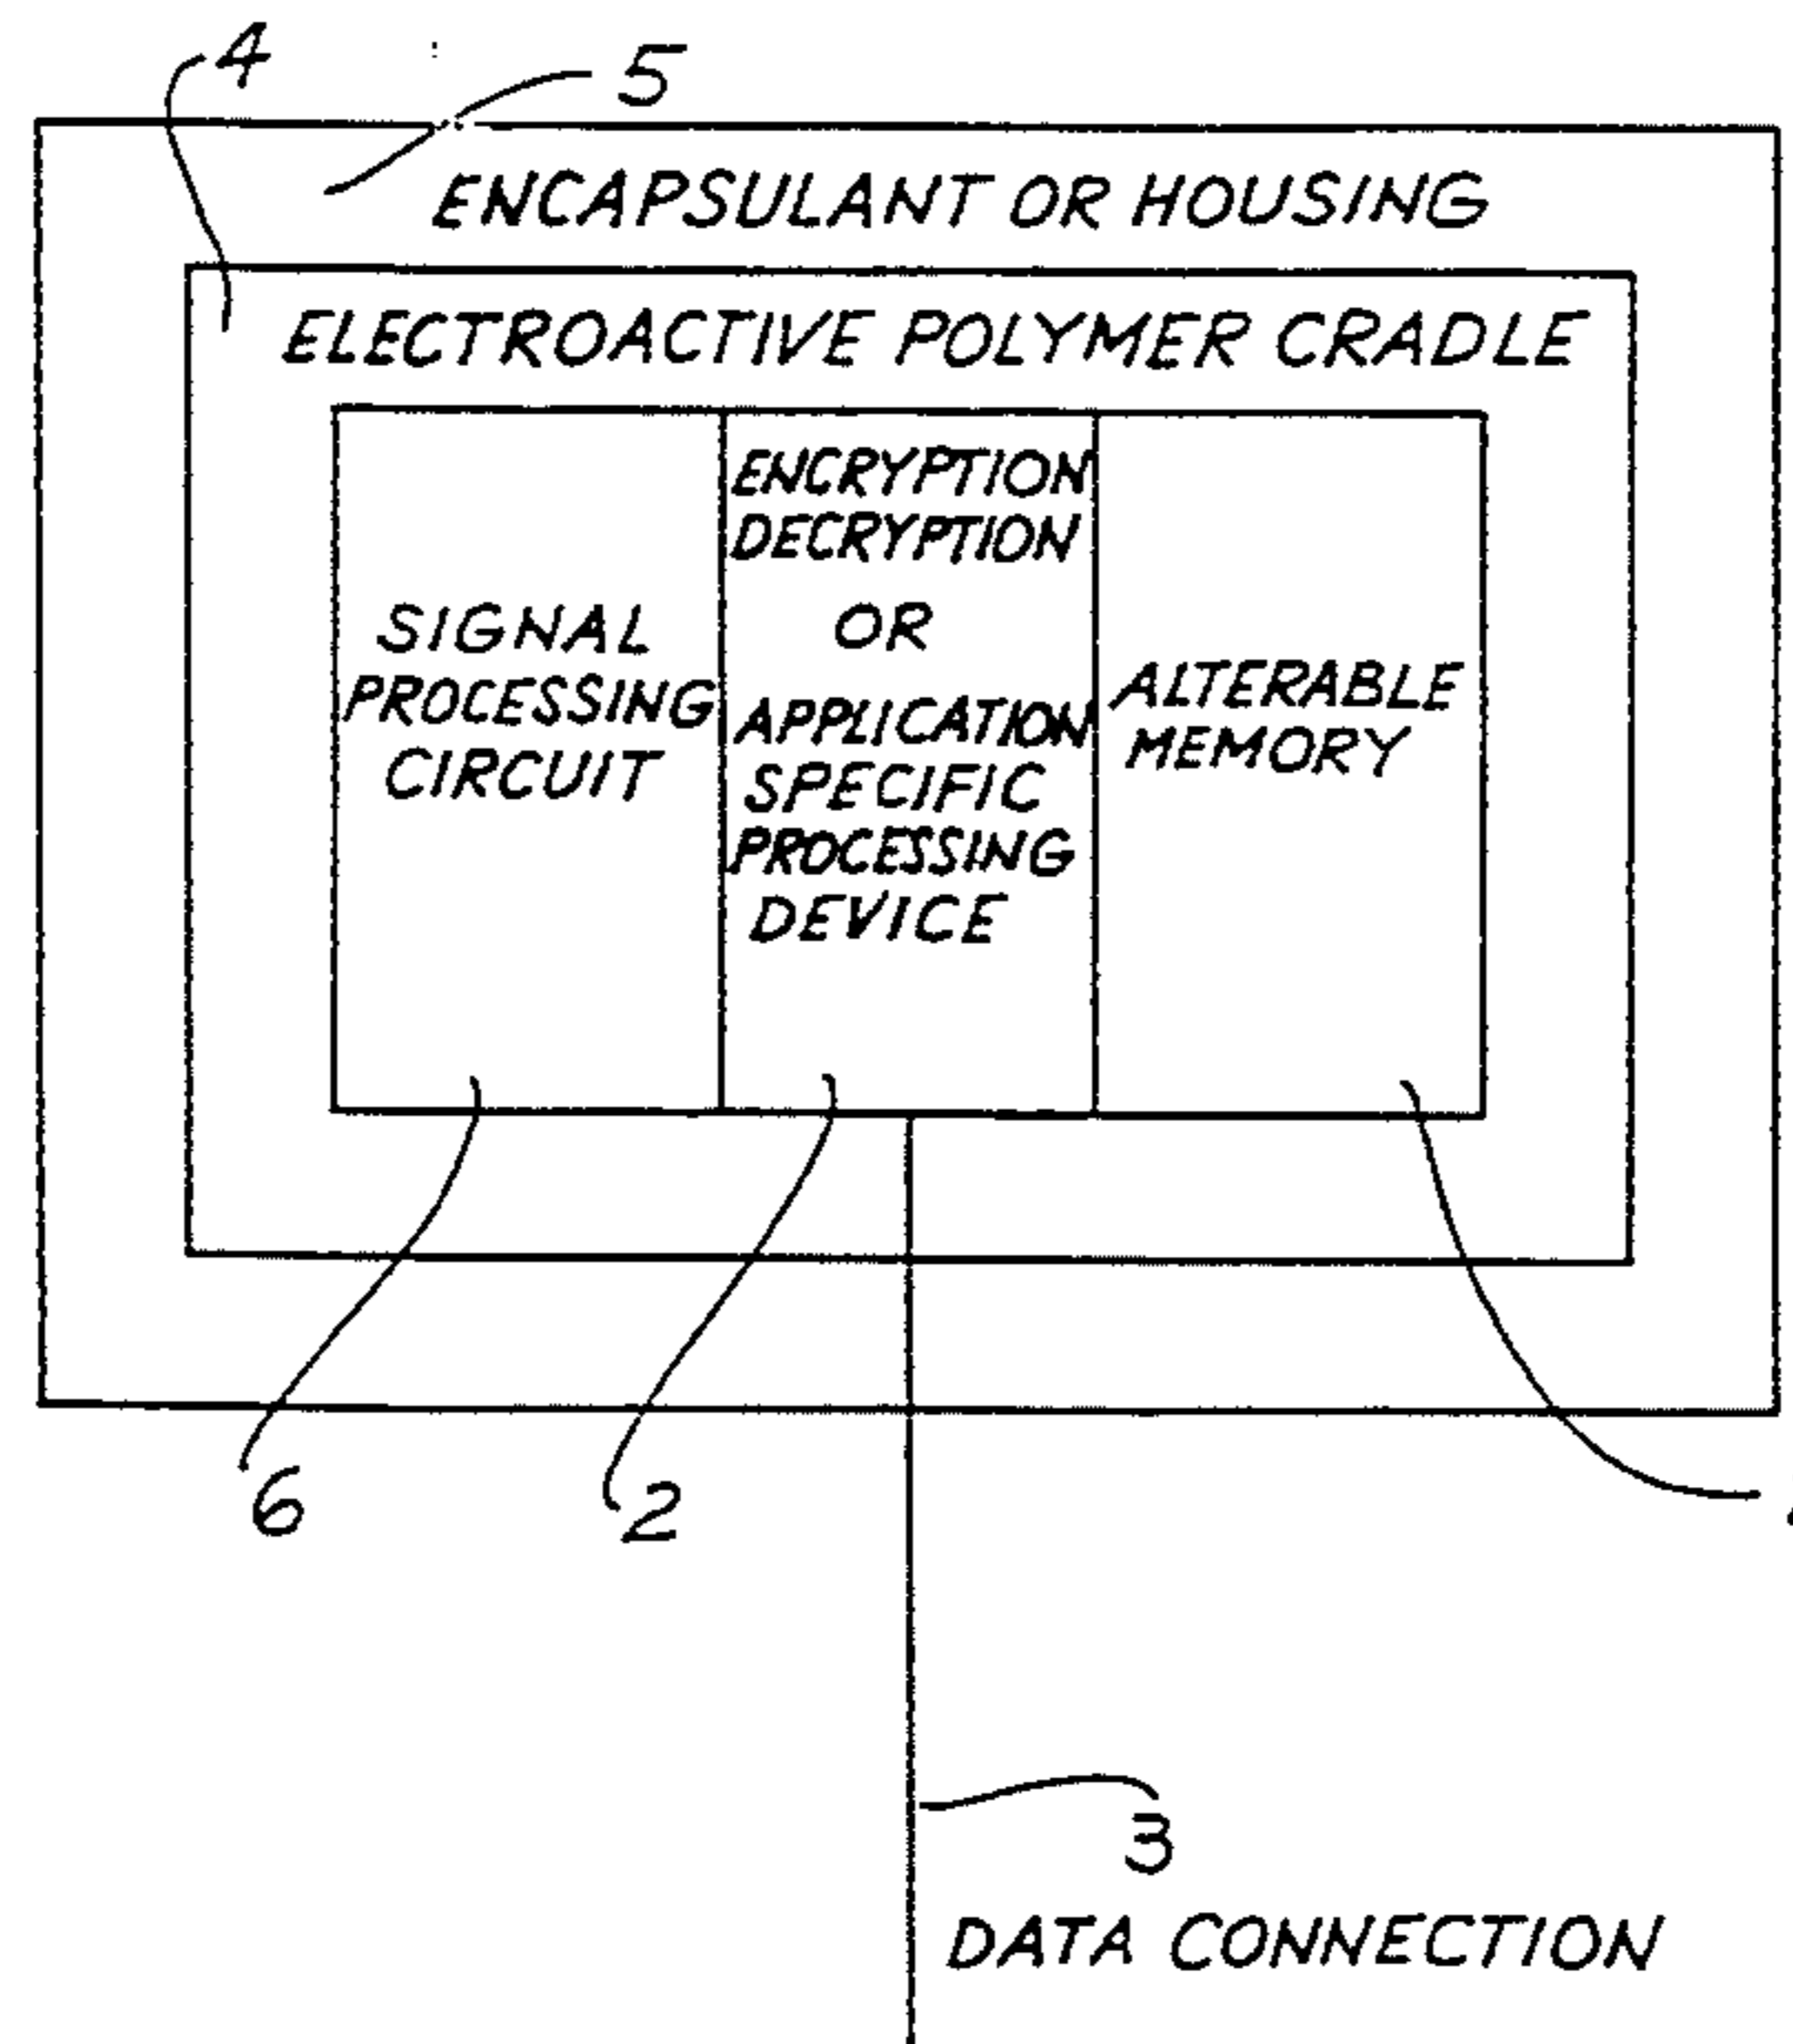 4
5
ENCAPSULANT OR HOUSING
ELECTROACTIVE POLYMER CRADLE
SIGNAL
PROCESSING
CIRCUIT
ENCRYPTION
DECRYPTION
OR
APPLICATION
SPECIFIC
PROCESSING
DEVICE
ALTERABLE
MEMORY
6
2
3
DATA CONNECTION